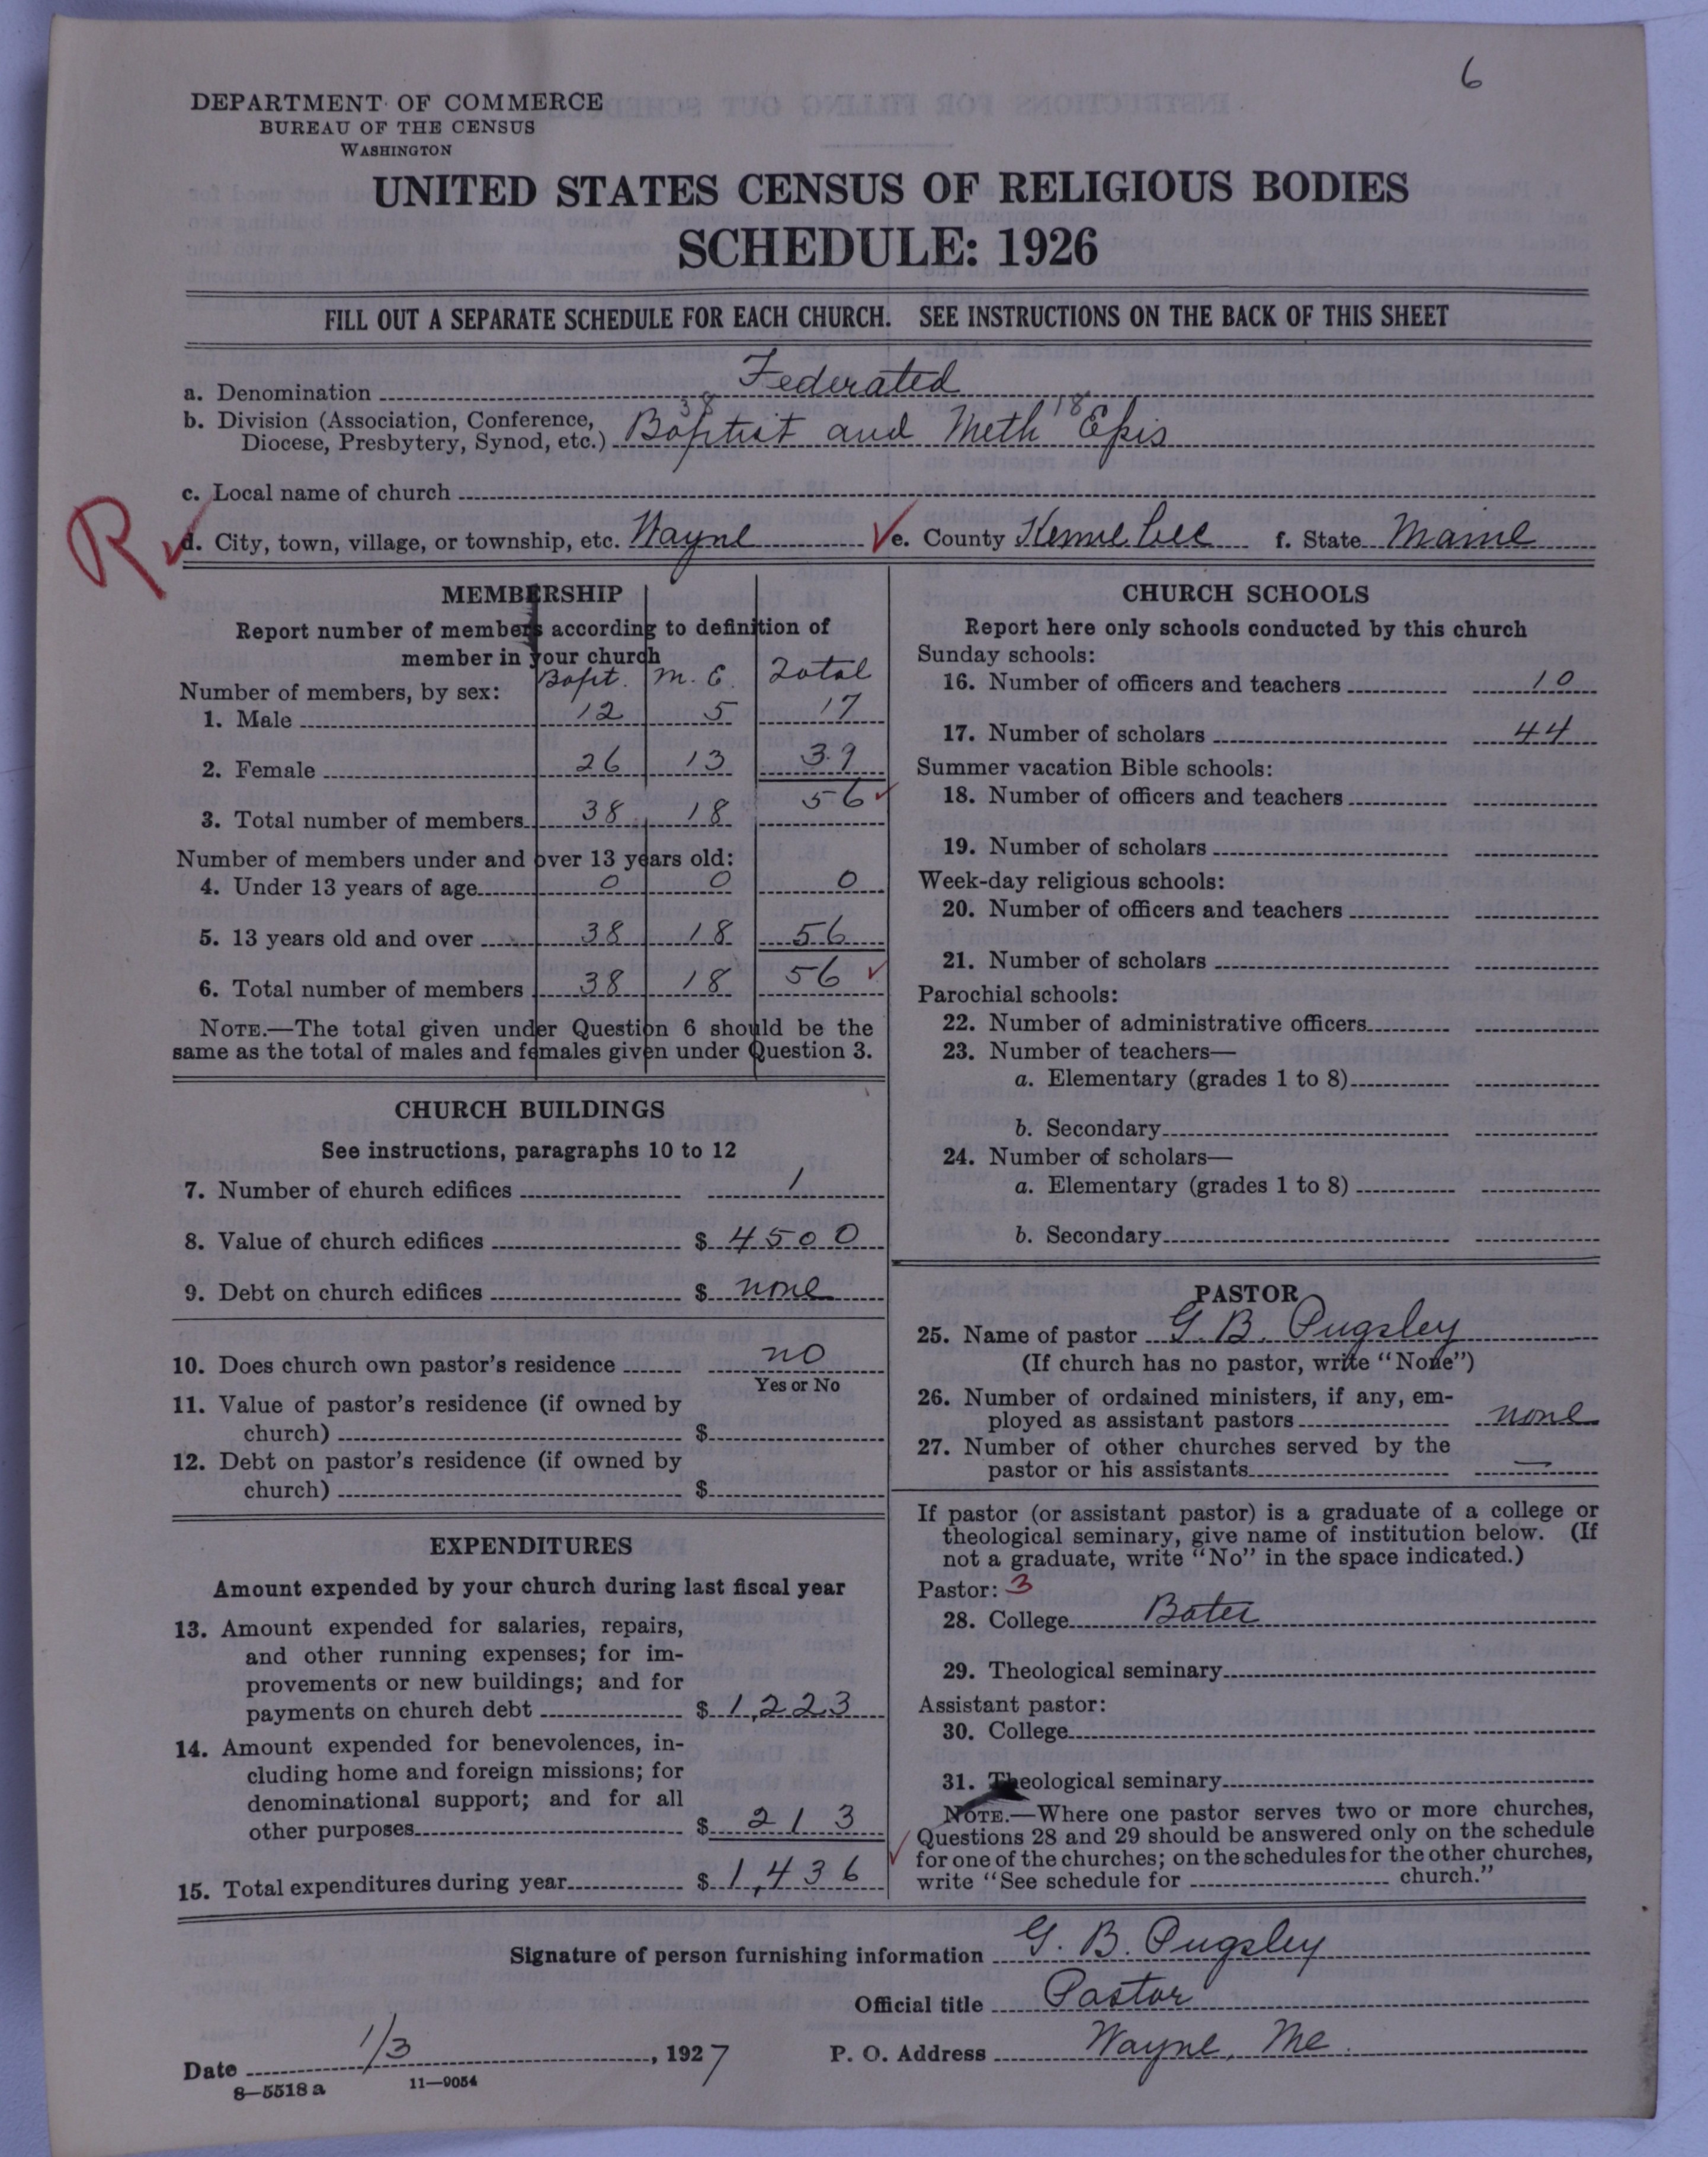 6
DEPARTMENT OF COMMERCE
BUREAU OF THE CENSUS
WASHINGTON
UNITED STATES CENSUS OF RELIGIOUS BODIES
SCHEDULE: 1926
FILL OUT A SEPARATE SCHEDULE FOR EACH CHURCH. SEE INSTRUCTIONS ON THE BACK OF THIS SHEET
a. Denomination Federated
38 18
b. Division (Association, Conference,
Diocese, Presbytery, Synod, etc.) Baptist and Meth Epis
c. Local name of church
R
d. City, town, village, or township, etc. Wayne e. County Kennebec f. State Maine
MEMBERSHIP
Report number of members according to definition of
member in your church
Bapt. M. E. Total
Number of members, by sex:
1. Male 12 5 17
2. Female 26 13 39
3. Total number of members 38 18 56
Number of members under and over 13 years old:
4. Under 13 years of age 0 0 0
5. 13 years old and over 38 18 56
6. Total number of members 38 18 56
NOTE.—The total given under Question 6 should be the
same as the total of males and females given under Question 3.
CHURCH BUILDINGS
See instructions, paragraphs 10 to 12
7. Number of church edifices 1
8. Value of church edifices $ 4500
9. Debt on church edifices $ none
10. Does church own pastor's residence no
Yes or No
11. Value of pastor's residence (if owned by
church) $
12. Debt on pastor's residence (if owned by
church) $
EXPENDITURES
Amount expended by your church during last fiscal year
13. Amount expended for salaries, repairs,
and other running expenses; for im-
provements or new buildings; and for
payments on church debt $ 1,223
14. Amount expended for benevolences, in-
cluding home and foreign missions; for
denominational support; and for all
other purposes $ 213
15. Total expenditures during year $ 1,436
CHURCH SCHOOLS
Report here only schools conducted by this church
Sunday schools:
16. Number of officers and teachers 10
17. Number of scholars 44
Summer vacation Bible schools:
18. Number of officers and teachers
19. Number of scholars
Week-day religious schools:
20. Number of officers and teachers
21. Number of scholars
Parochial schools:
22. Number of administrative officers
23. Number of teachers—
a. Elementary (grades 1 to 8)
b. Secondary
24. Number of scholars—
a. Elementary (grades 1 to 8)
b. Secondary
PASTOR
25. Name of pastor G. B. Pugsley
(If church has no pastor, write "None")
26. Number of ordained ministers, if any, em-
ployed as assistant pastors none
27. Number of other churches served by the
pastor or his assistants —
If pastor (or assistant pastor) is a graduate of a college or
theological seminary, give name of institution below. (If
not a graduate, write "No" in the space indicated.)
Pastor: 3
28. College Bates
29. Theological seminary
Assistant pastor:
30. College
31. Theological seminary
NOTE.—Where one pastor serves two or more churches,
Questions 28 and 29 should be answered only on the schedule
for one of the churches; on the schedules for the other churches,
write "See schedule for church."
Signature of person furnishing information G. B. Pugsley
Official title Pastor
Date 1/3, 1927 P. O. Address Wayne, Me.
8—5518 a 11—9054